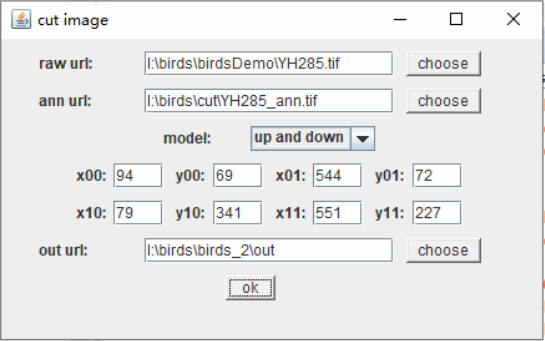 cut image
raw url: I:\birds\birdsDemo\YH285.tif choose
ann url: I:\birds\cut\YH285_ann.tif choose
model: up and down
x00: 94 y00: 69 x01: 544 y01: 72
x10: 79 y10: 341 x11: 551 y11: 227
out url: I:\birds\birds_2\out choose
ok